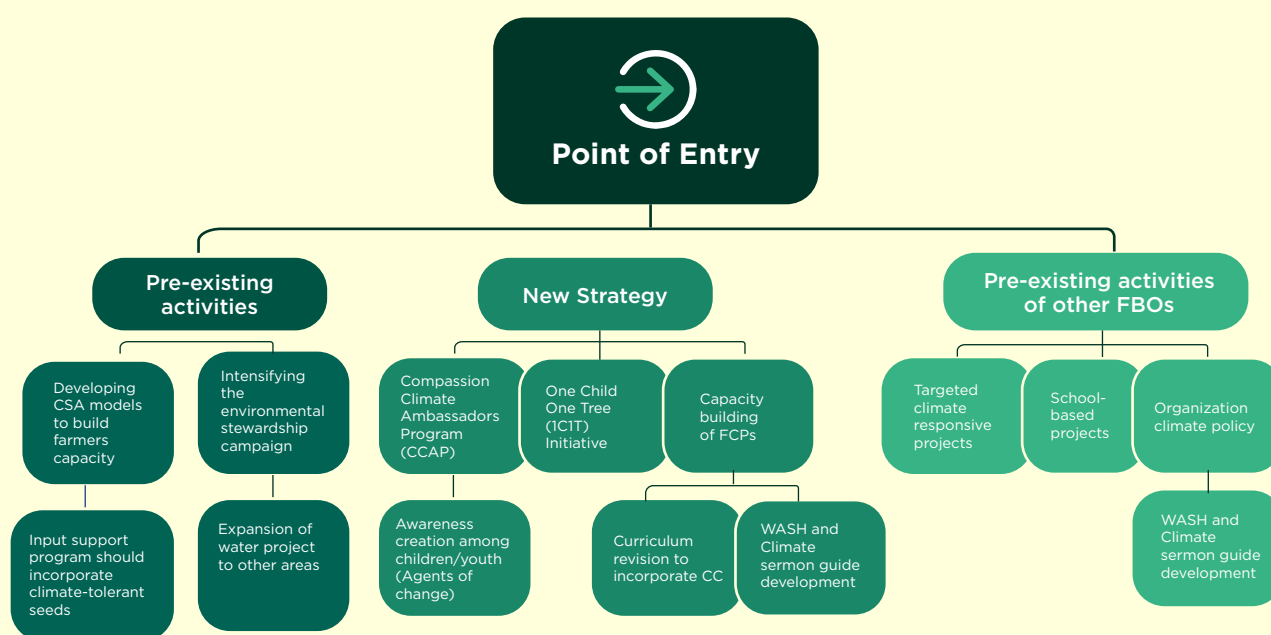 Point of Entry
Pre-existing
activities
New Strategy
Pre-existing activities
of other FBOs
Developing
CSA models
to build
farmers
capacity
Intensifying
the
environmental
stewardship
campaign
Compassion
Climate
Ambassadors
Program
(CCAP)
One Child
One Tree
(1C1T)
Initiative
Capacity
building
of FCPs
Targeted
climate
responsive
projects
School-
based
projects
Organization
climate policy
Input support
program should
incorporate
climate-tolerant
seeds
Expansion of
water project
to other areas
Awareness
creation among
children/youth
(Agents of
change)
Curriculum
revision to
incorporate CC
WASH and
Climate
sermon guide
development
WASH and
Climate
sermon guide
development